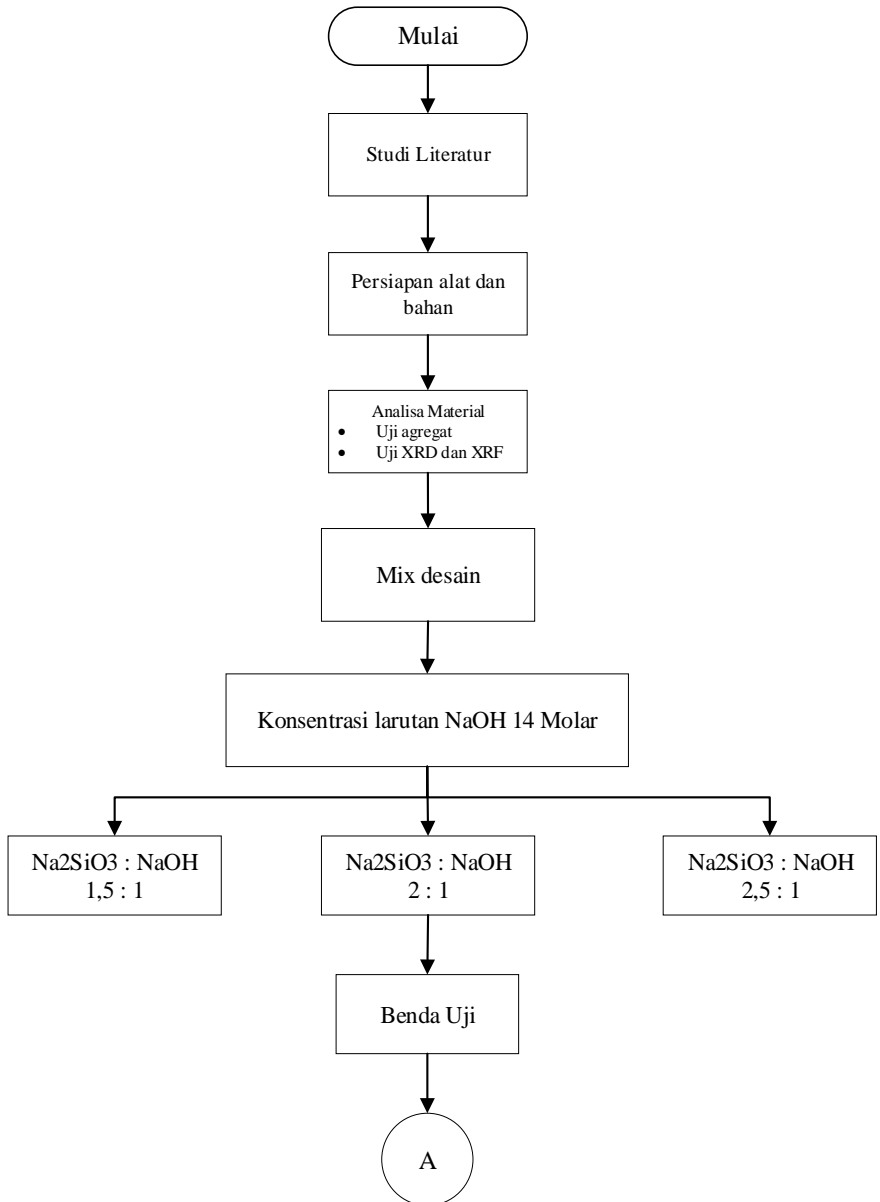 Mulai
Studi Literatur
Persiapan alat dan
bahan
Analisa Material
• Uji agregat
• Uji XRD dan XRF
Mix desain
Konsentrasi larutan NaOH 14 Molar
Na2SiO3 : NaOH
1,5 : 1
Na2SiO3 : NaOH
2 : 1
Na2SiO3 : NaOH
2,5 : 1
Benda Uji
A